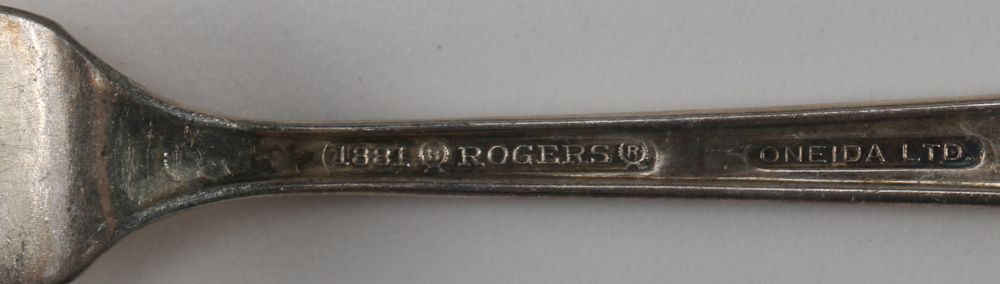 1881 ® ROGERS ® ONEIDA LTD.